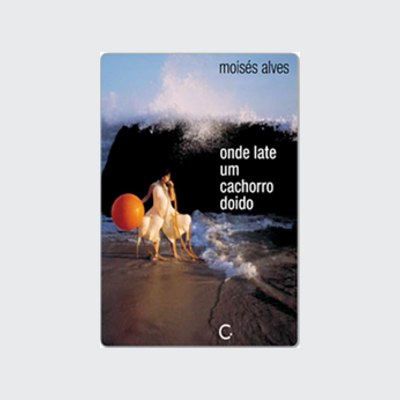 moisés alves
onde late
um
cachorro
doido
C.